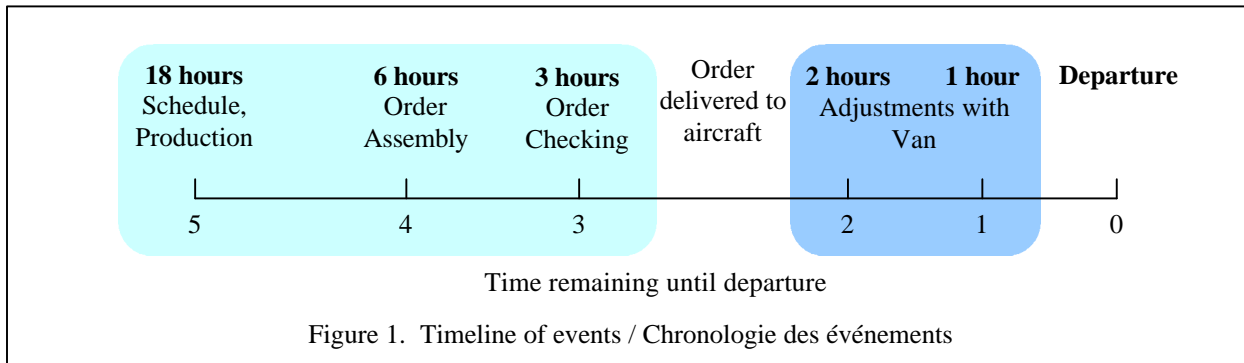 18 hours
Schedule,
Production
6 hours
Order
Assembly
3 hours
Order
Checking
Order
delivered to
aircraft
2 hours 1 hour
Adjustments with
Van
Departure
5 4 3 2 1 0
Time remaining until departure
Figure 1. Timeline of events / Chronologie des événements